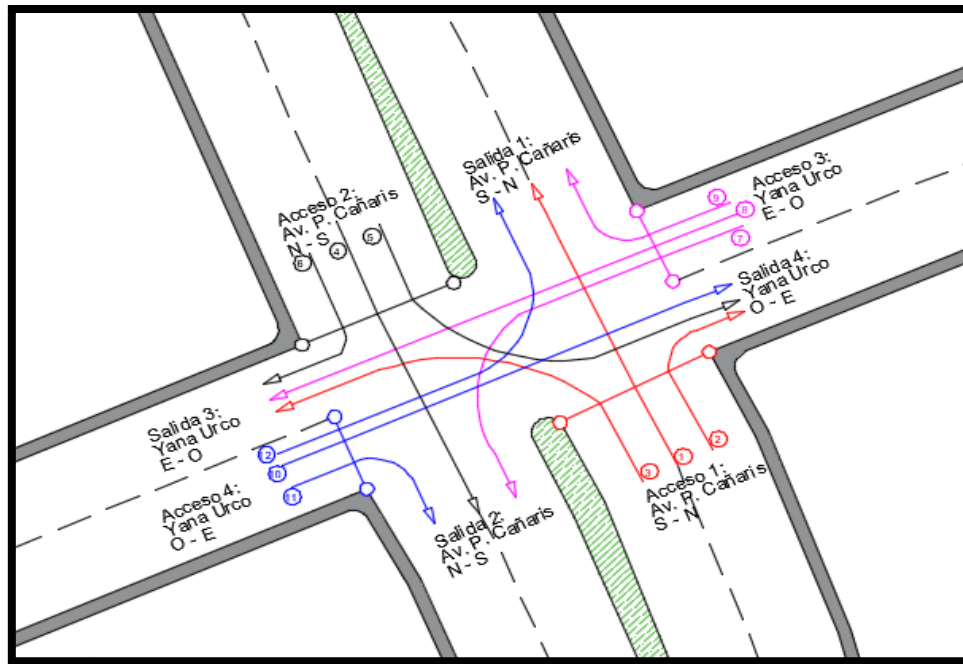 Salida 1:
Av. P. Cañaris
S - N
Acceso 3:
Yana Urco
E - O
9
8
7
Acceso 2:
Av. P. Cañaris
N - S
6
4
5
Salida 4:
Yana Urco
O - E
Salida 3:
Yana Urco
E - O
12
10
11
Acceso 4:
Yana Urco
O - E
Salida 2:
Av. P. Cañaris
N - S
3
1
2
Acceso 1:
Av. P. Cañaris
S - N